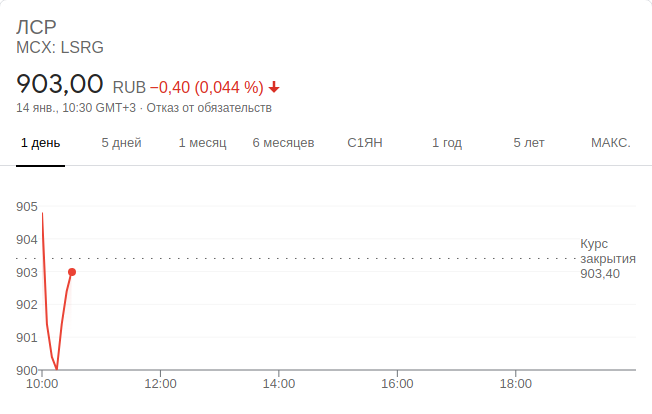 ЛСР
MCX: LSRG
903,00 RUB −0,40 (0,044 %)
14 янв., 10:30 GMT+3 · Отказ от обязательств
1 день 5 дней 1 месяц 6 месяцев С1ЯН 1 год 5 лет МАКС.
905
904
903
902
901
900
Курс
закрытия
903,40
10:00 12:00 14:00 16:00 18:00